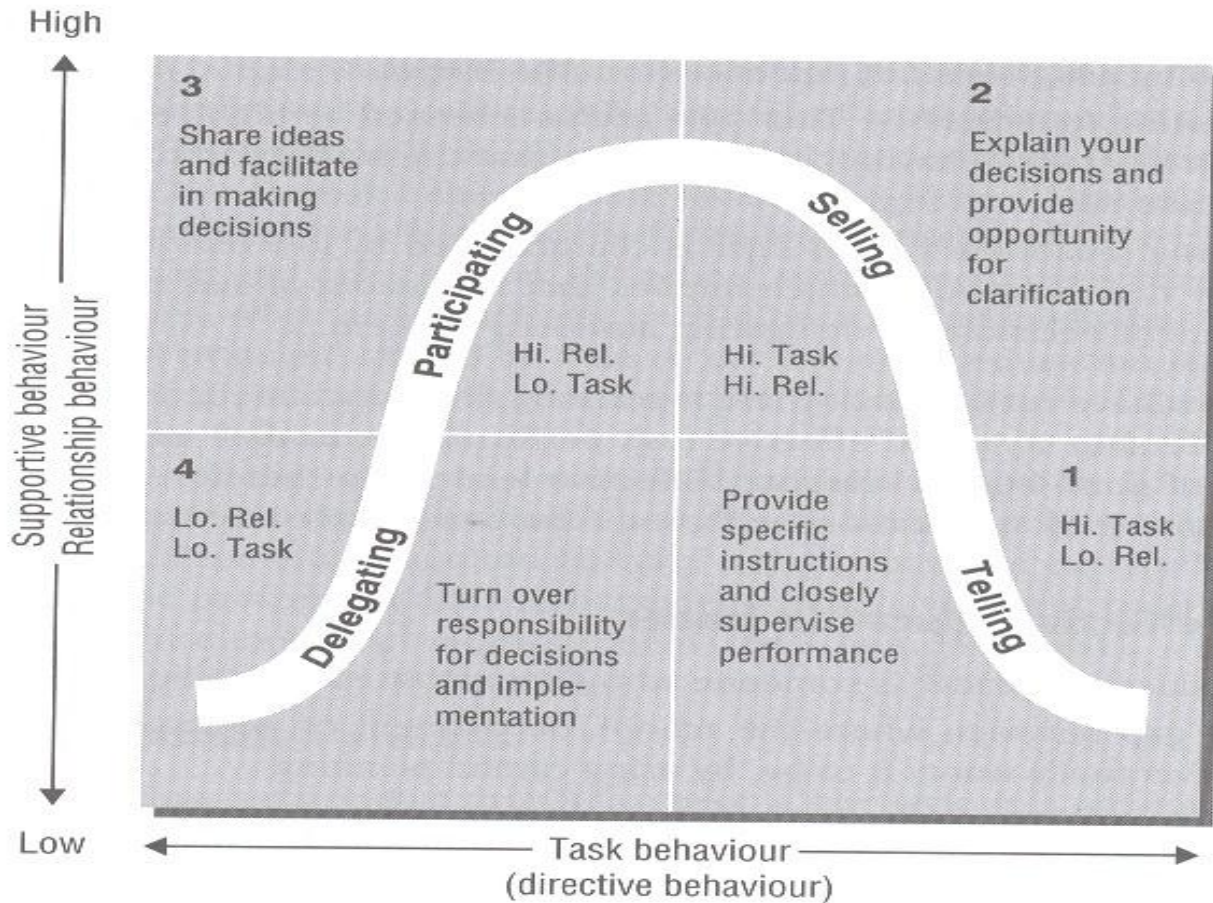 High
3
Share ideas
and facilitate
in making
decisions
2
Explain your
decisions and
provide
opportunity
for
clarification
Participating
Selling
Hi. Rel.
Lo. Task
Hi. Task
Hi. Rel.
Supportive behaviour
Relationship behaviour
4
Lo. Rel.
Lo. Task
Delegating
Turn over
responsibility
for decisions
and imple-
mentation
Provide
specific
instructions
and closely
supervise
performance
Telling
1
Hi. Task
Lo. Rel.
Low
Task behaviour
(directive behaviour)